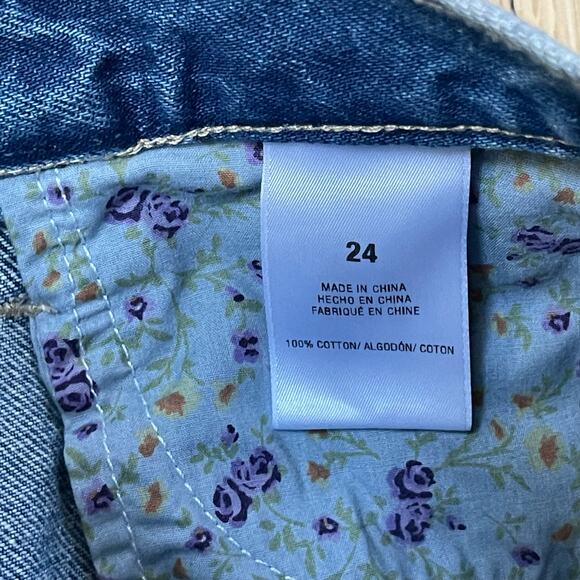 24
MADE IN CHINA
HECHO EN CHINA
FABRIQUÉ EN CHINE
100% COTTON/ ALGODÓN/ COTON